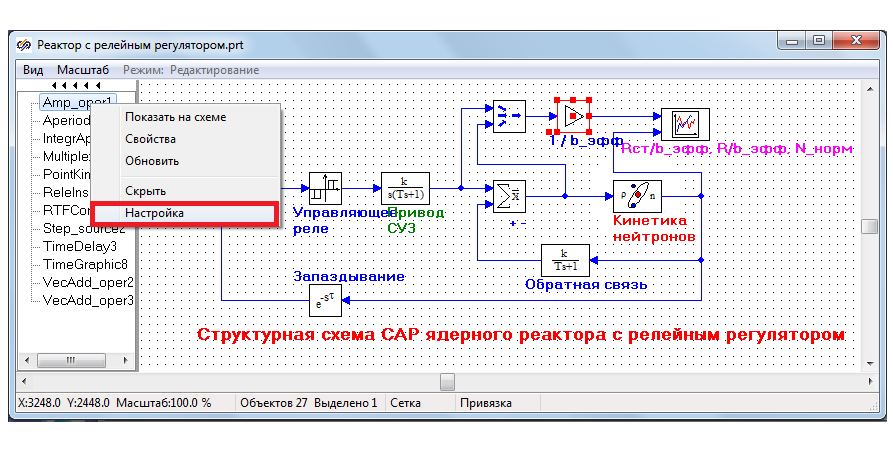 Реактор с релейным регулятором.prt
Вид Масштаб Режим: Редактирование
Amp_oper1
Aperiod
IntegrAp
Multiple
PointKin
ReleIns
RTFCon
Step_source2
TimeDelay3
TimeGraphic8
VecAdd_oper2
VecAdd_oper3
Показать на схеме
Свойства
Обновить
Скрыть
Настройка
1 / b_эфф
Rст/b_эфф, R/b_эфф, N_норм
k
s(Ts+1)
Управляющее
реле
Привод
СУЗ
Σ x
+ -
ρ n
Кинетика
нейтронов
k
Ts+1
Обратная связь
Запаздывание
e-sτ
Структурная схема САР ядерного реактора с релейным регулятором
X:3248.0 Y:2448.0 Масштаб:100.0 % Объектов 27 Выделено 1 Сетка Привязка